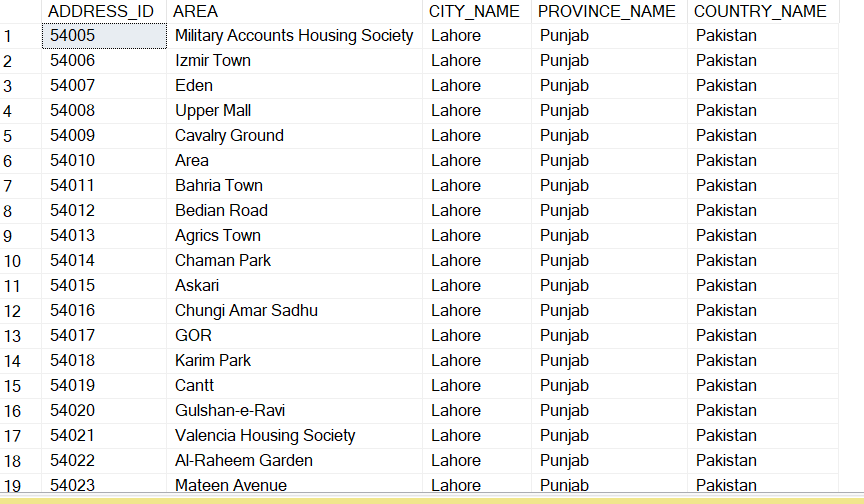 ADDRESS_ID AREA CITY_NAME PROVINCE_NAME COUNTRY_NAME
1 54005 Military Accounts Housing Society Lahore Punjab Pakistan
2 54006 Izmir Town Lahore Punjab Pakistan
3 54007 Eden Lahore Punjab Pakistan
4 54008 Upper Mall Lahore Punjab Pakistan
5 54009 Cavalry Ground Lahore Punjab Pakistan
6 54010 Area Lahore Punjab Pakistan
7 54011 Bahria Town Lahore Punjab Pakistan
8 54012 Bedian Road Lahore Punjab Pakistan
9 54013 Agrics Town Lahore Punjab Pakistan
10 54014 Chaman Park Lahore Punjab Pakistan
11 54015 Askari Lahore Punjab Pakistan
12 54016 Chungi Amar Sadhu Lahore Punjab Pakistan
13 54017 GOR Lahore Punjab Pakistan
14 54018 Karim Park Lahore Punjab Pakistan
15 54019 Cantt Lahore Punjab Pakistan
16 54020 Gulshan-e-Ravi Lahore Punjab Pakistan
17 54021 Valencia Housing Society Lahore Punjab Pakistan
18 54022 Al-Raheem Garden Lahore Punjab Pakistan
19 54023 Mateen Avenue Lahore Punjab Pakistan